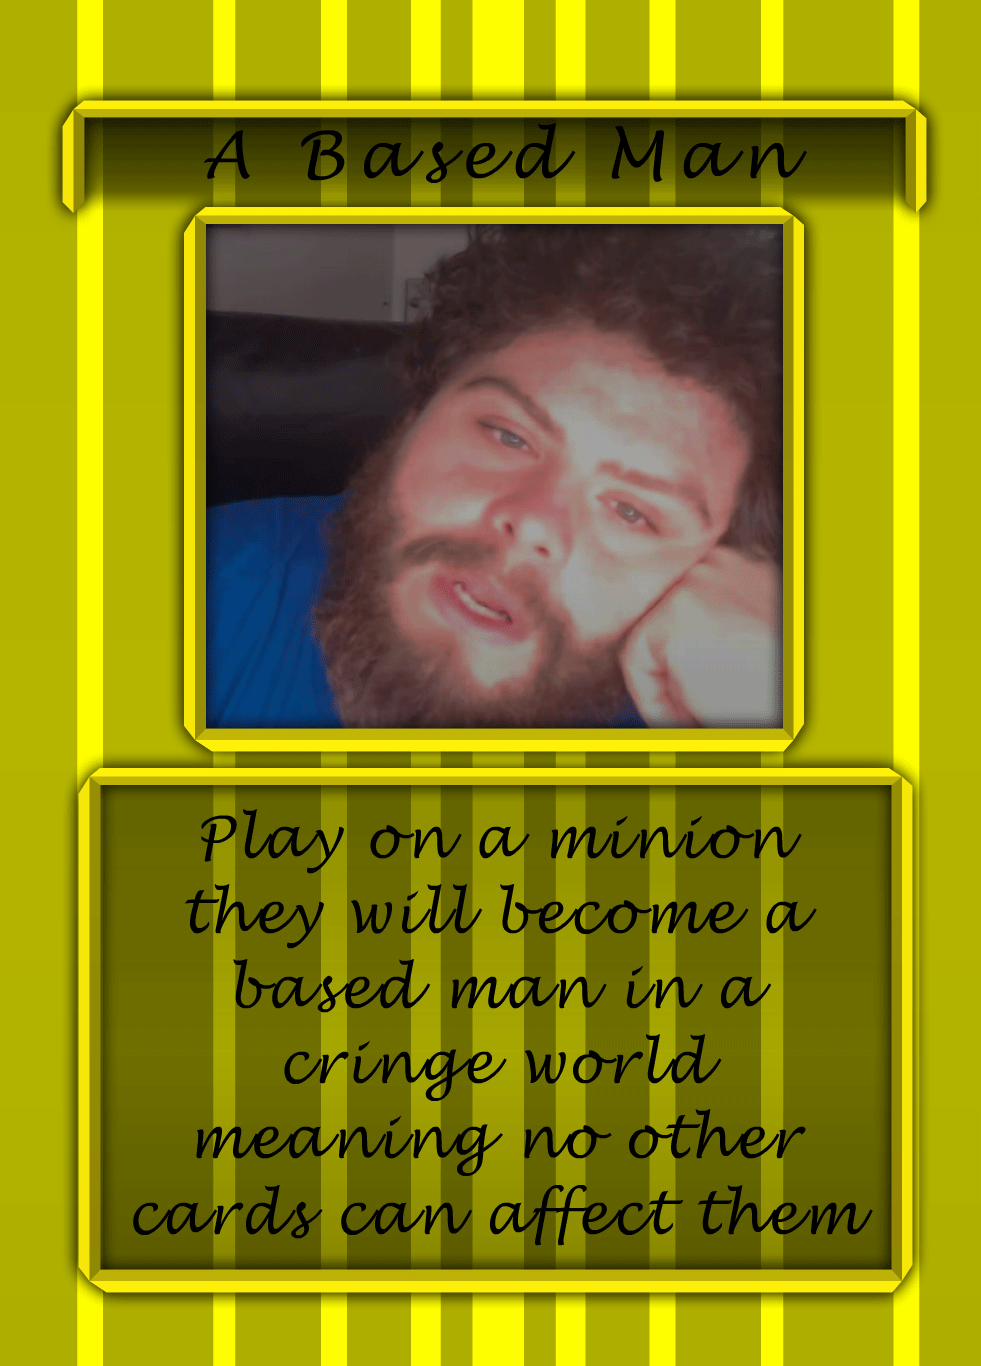 A Based Man
Play on a minion
they will become a
based man in a
cringe world
meaning no other
cards can affect them